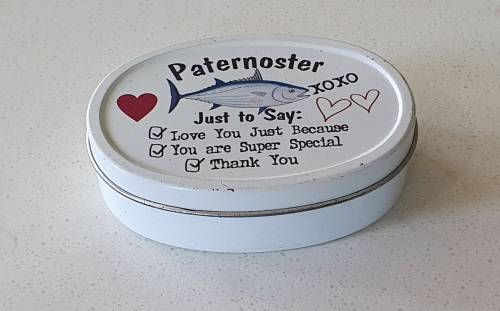 Paternoster
XOXO
Just to Say:
Love You Just Because
You are Super Special
Thank You